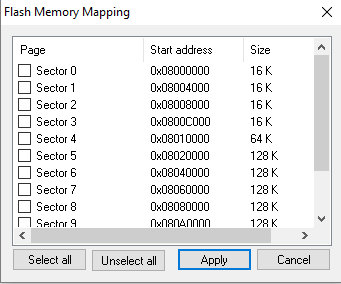 Flash Memory Mapping
Page Start address Size
Sector 0 0x08000000 16 K
Sector 1 0x08004000 16 K
Sector 2 0x08008000 16 K
Sector 3 0x0800C000 16 K
Sector 4 0x08010000 64 K
Sector 5 0x08020000 128 K
Sector 6 0x08040000 128 K
Sector 7 0x08060000 128 K
Sector 8 0x08080000 128 K
Sector 9 0x080A0000 128 K
Select all Unselect all Apply Cancel